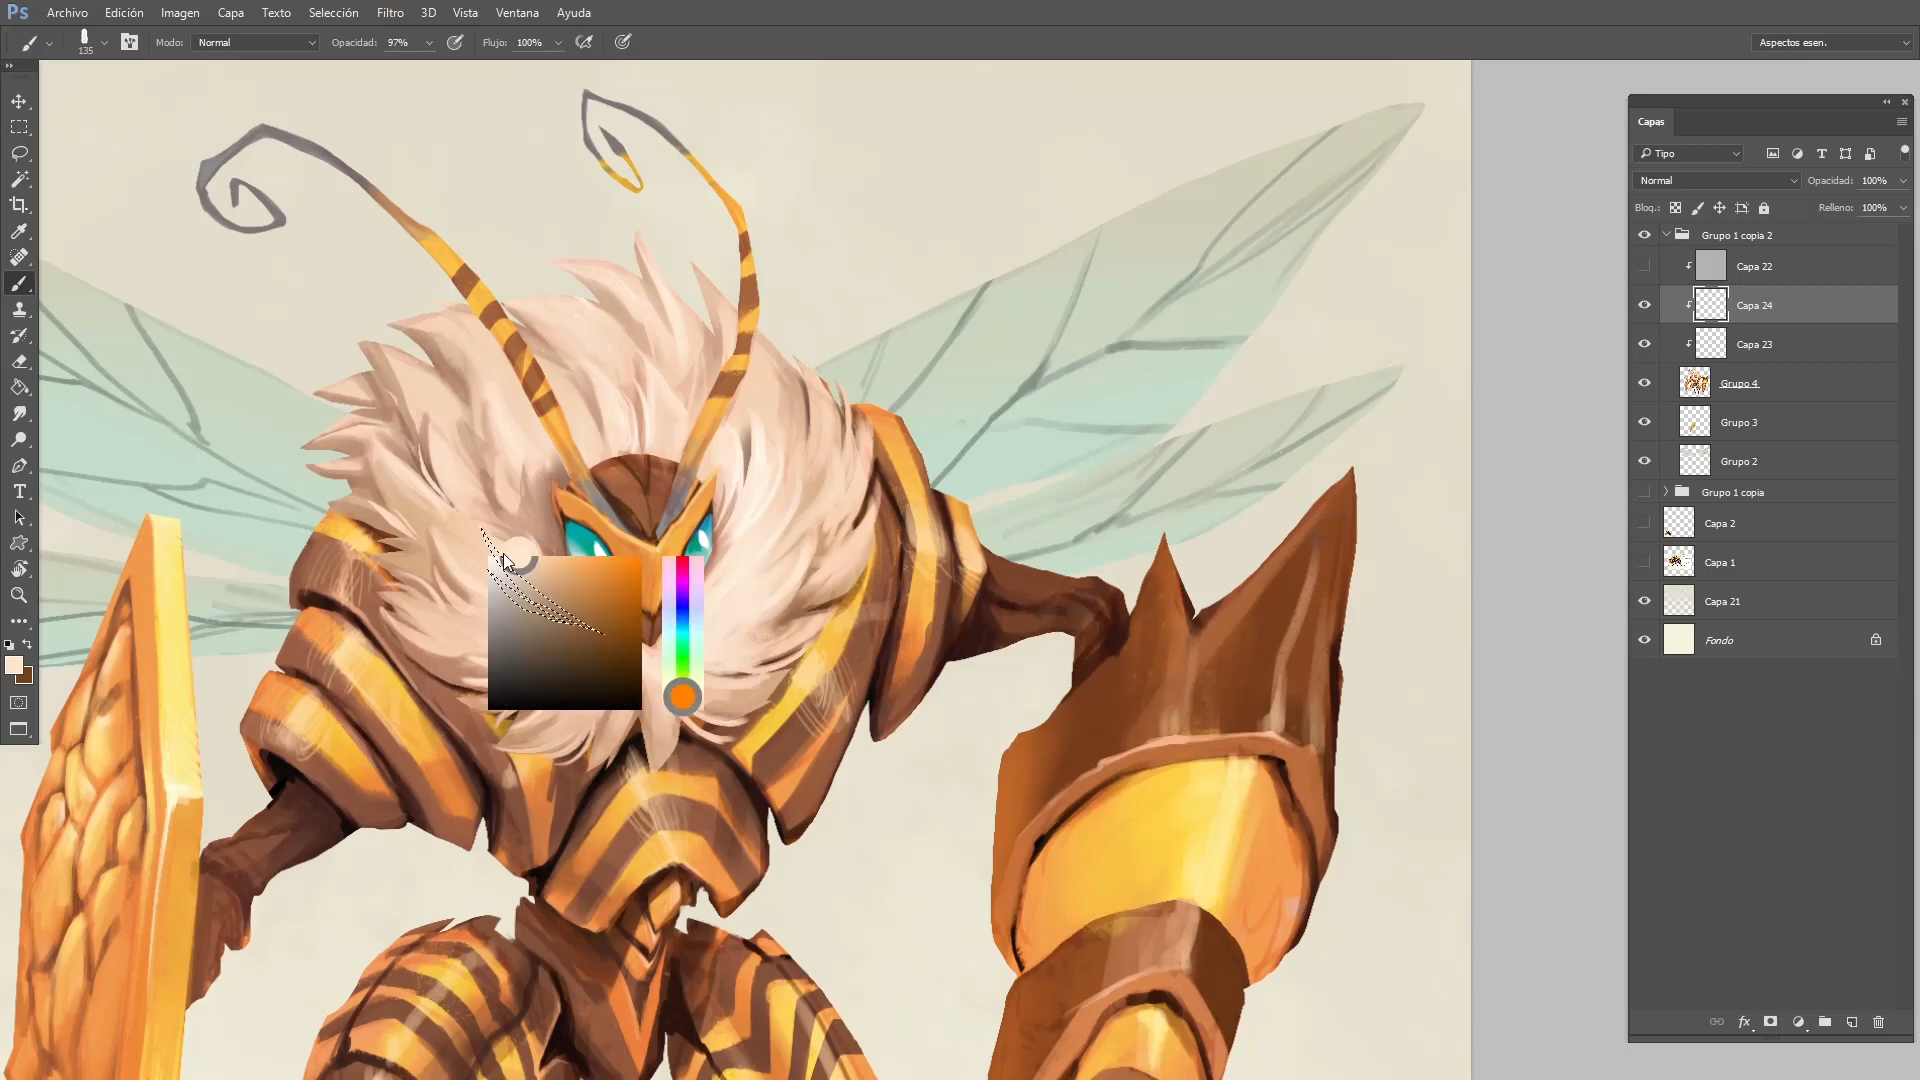 Ps Archivo Edición Imagen Capa Texto Selección Filtro 3D Vista Ventana Ayuda
135 Modo: Normal Opacidad: 97% Flujo: 100% Aspectos esen.
Capas
Tipo
Normal Opacidad: 100%
Bloq.: Relleno: 100%
Grupo 1 copia 2
Capa 22
Capa 24
Capa 23
Grupo 4
Grupo 3
Grupo 2
Grupo 1 copia
Capa 2
Capa 1
Capa 21
Fondo
fx